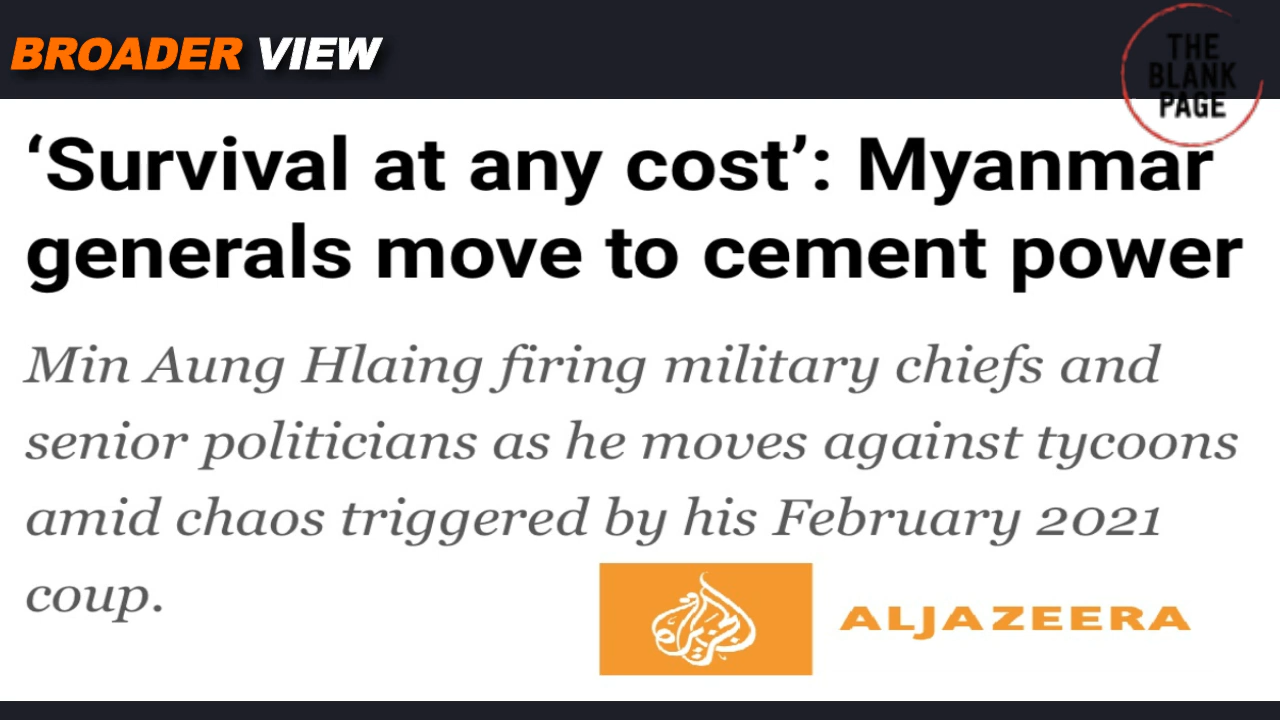 BROADER VIEW
THE
BLANK
PAGE
‘Survival at any cost’: Myanmar
generals move to cement power
Min Aung Hlaing firing military chiefs and
senior politicians as he moves against tycoons
amid chaos triggered by his February 2021
coup.
الجزيرة
ALJAZEERA